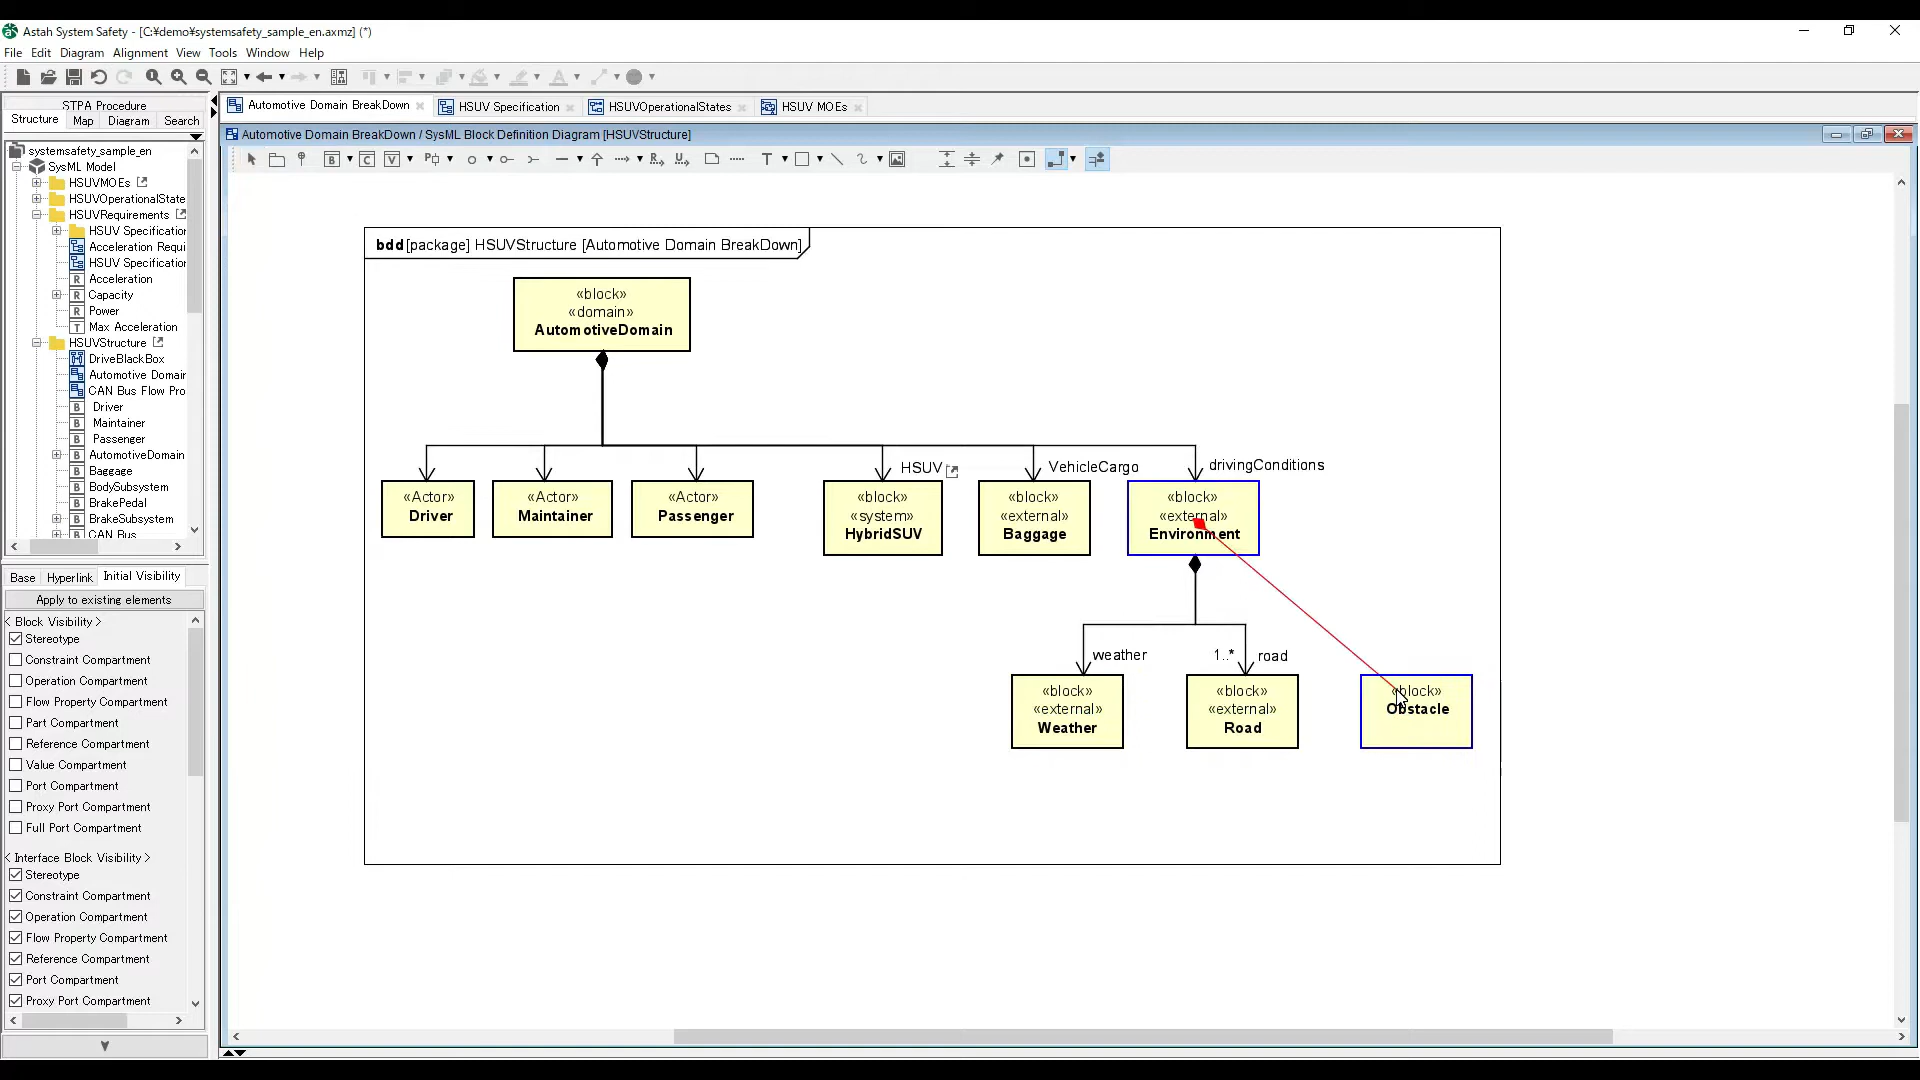 Astah System Safety - [C:¥demo¥systemsafety_sample_en.axmz] (*)
File Edit Diagram Alignment View Tools Window Help
STPA Procedure
Structure Map Diagram Search
systemsafety_sample_en
SysML Model
HSUVMOEs
HSUVOperationalState
HSUVRequirements
HSUV Specification
Acceleration Requi
HSUV Specification
R Acceleration
R Capacity
R Power
T Max Acceleration
HSUVStructure
DriveBlackBox
Automotive Domair
CAN Bus Flow Pro
B Driver
B Maintainer
B Passenger
B AutomotiveDomain
B Baggage
B BodySubsystem
B BrakePedal
B BrakeSubsystem
B CAN Bus
Base Hyperlink Initial Visibility
Apply to existing elements
< Block Visibility >
Stereotype
Constraint Compartment
Operation Compartment
Flow Property Compartment
Part Compartment
Reference Compartment
Value Compartment
Port Compartment
Proxy Port Compartment
Full Port Compartment
< Interface Block Visibility >
Stereotype
Constraint Compartment
Operation Compartment
Flow Property Compartment
Reference Compartment
Port Compartment
Proxy Port Compartment
Automotive Domain BreakDown HSUV Specification HSUVOperationalStates HSUV MOEs
Automotive Domain BreakDown / SysML Block Definition Diagram [HSUVStructure]
bdd [package] HSUVStructure [Automotive Domain BreakDown]
«block»
«domain»
AutomotiveDomain
HSUV VehicleCargo drivingConditions
«Actor»
Driver
«Actor»
Maintainer
«Actor»
Passenger
«block»
«system»
HybridSUV
«block»
«external»
Baggage
«block»
«external»
Environment
weather 1..* road
«block»
«external»
Weather
«block»
«external»
Road
«block»
Obstacle